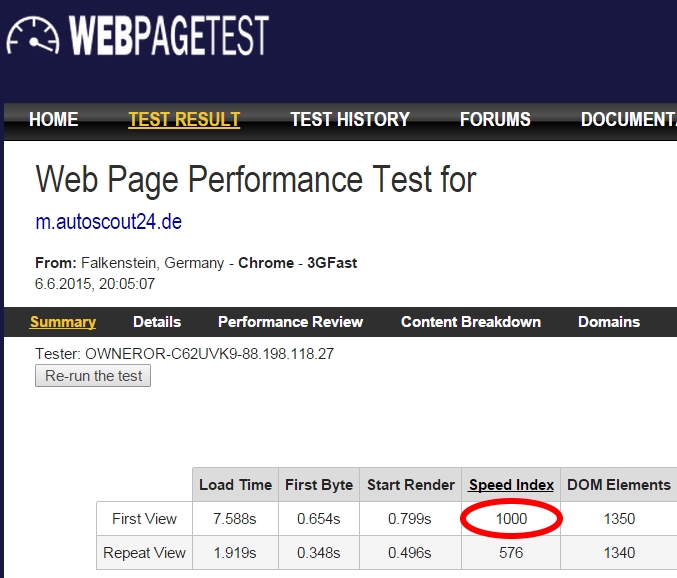 WEBPAGETEST
HOME TEST RESULT TEST HISTORY FORUMS DOCUMENTA
Web Page Performance Test for
m.autoscout24.de
From: Falkenstein, Germany - Chrome - 3GFast
6.6.2015, 20:05:07
Summary Details Performance Review Content Breakdown Domains
Tester: OWNEROR-C62UVK9-88.198.118.27
Re-run the test
Load Time First Byte Start Render Speed Index DOM Elements
First View 7.588s 0.654s 0.799s 1000 1350
Repeat View 1.919s 0.348s 0.496s 576 1340